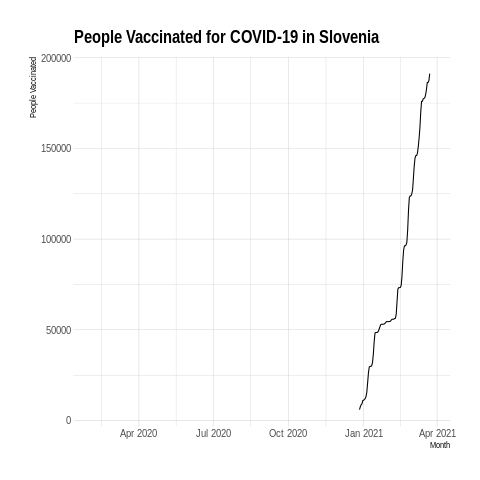 People Vaccinated for COVID-19 in Slovenia
People Vaccinated
200000
150000
100000
50000
0
Apr 2020 Jul 2020 Oct 2020 Jan 2021 Apr 2021
Month